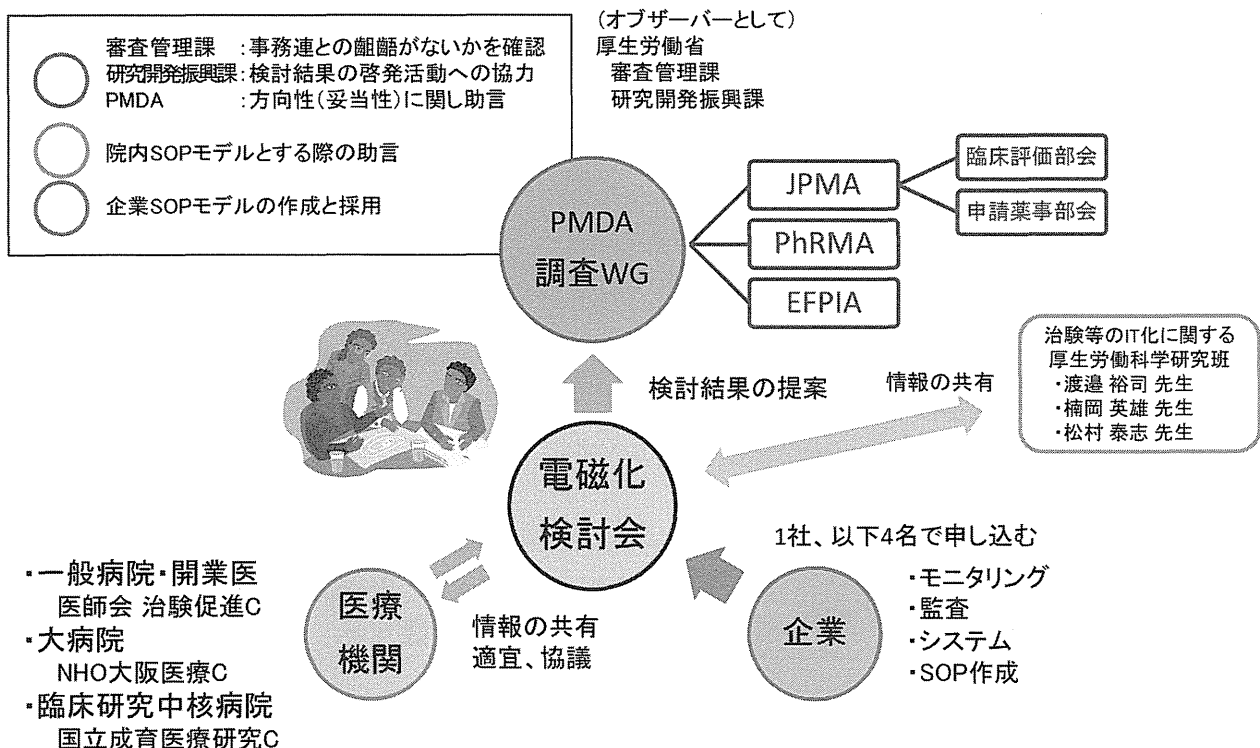 審査管理課 :事務連との齟齬がないかを確認
研究開発振興課:検討結果の啓発活動への協力
PMDA :方向性(妥当性)に関し助言
院内SOPモデルとする際の助言
企業SOPモデルの作成と採用
(オブザーバーとして)
厚生労働省
審査管理課
研究開発振興課
PMDA
調査WG
JPMA
PhRMA
EFPIA
臨床評価部会
申請薬事部会
治験等のIT化に関する
厚生労働科学研究班
・渡邉 裕司 先生
・楠岡 英雄 先生
・松村 泰志 先生
検討結果の提案
情報の共有
電磁化
検討会
1社、以下4名で申し込む
・モニタリング
・監査
・システム
・SOP作成
企業
医療
機関
情報の共有
適宜、協議
・一般病院・開業医
医師会 治験促進C
・大病院
NHO大阪医療C
・臨床研究中核病院
国立成育医療研究C